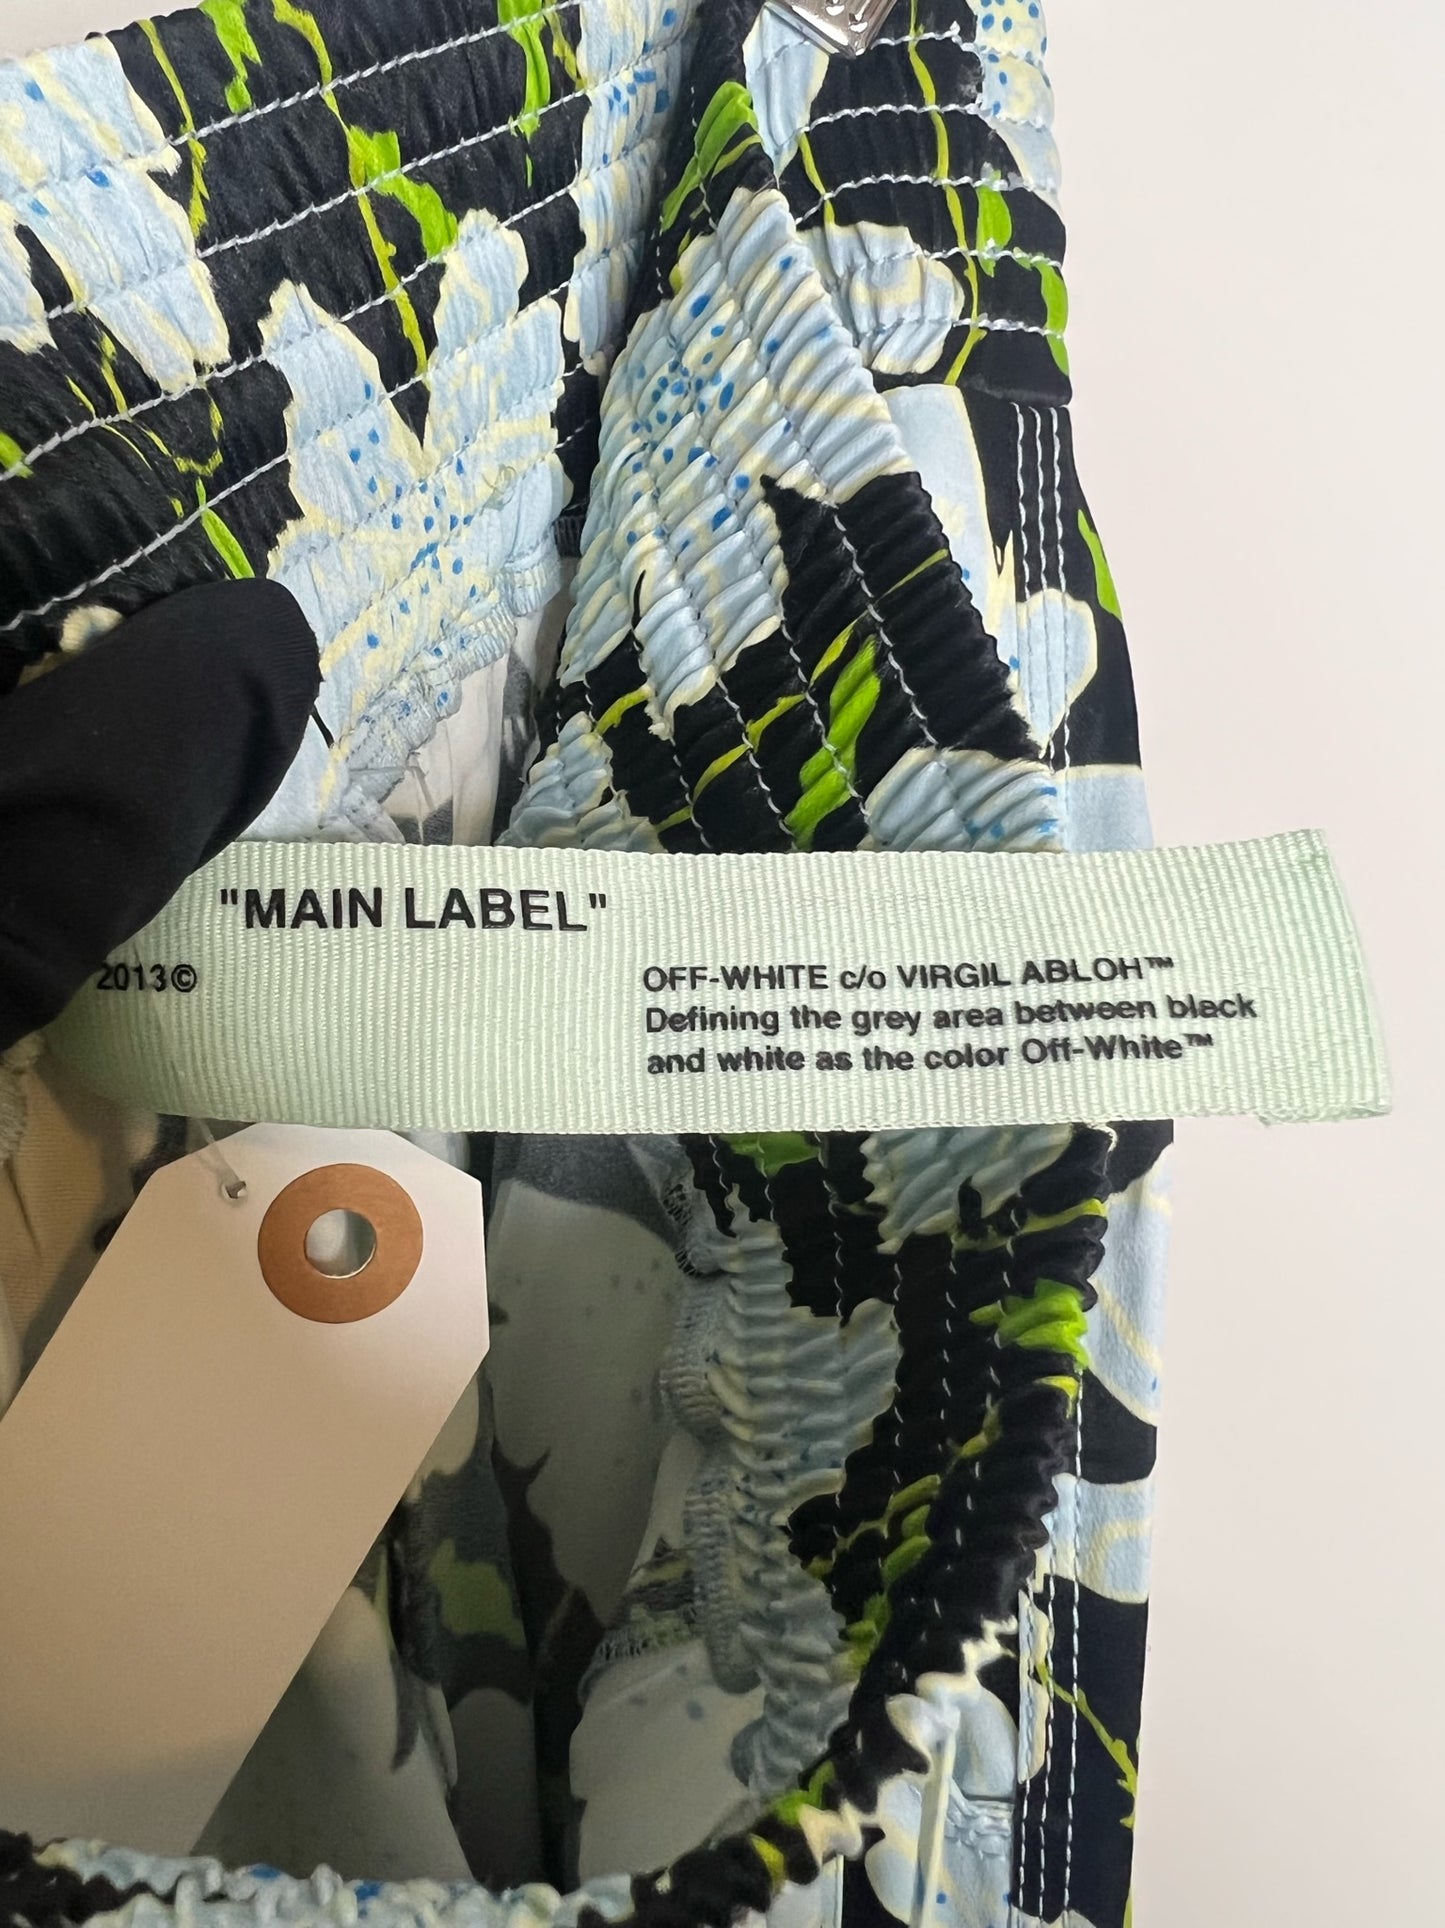 "MAIN LABEL"
2013©
OFF-WHITE c/o VIRGIL ABLOH™
Defining the grey area between black
and white as the color Off-White™